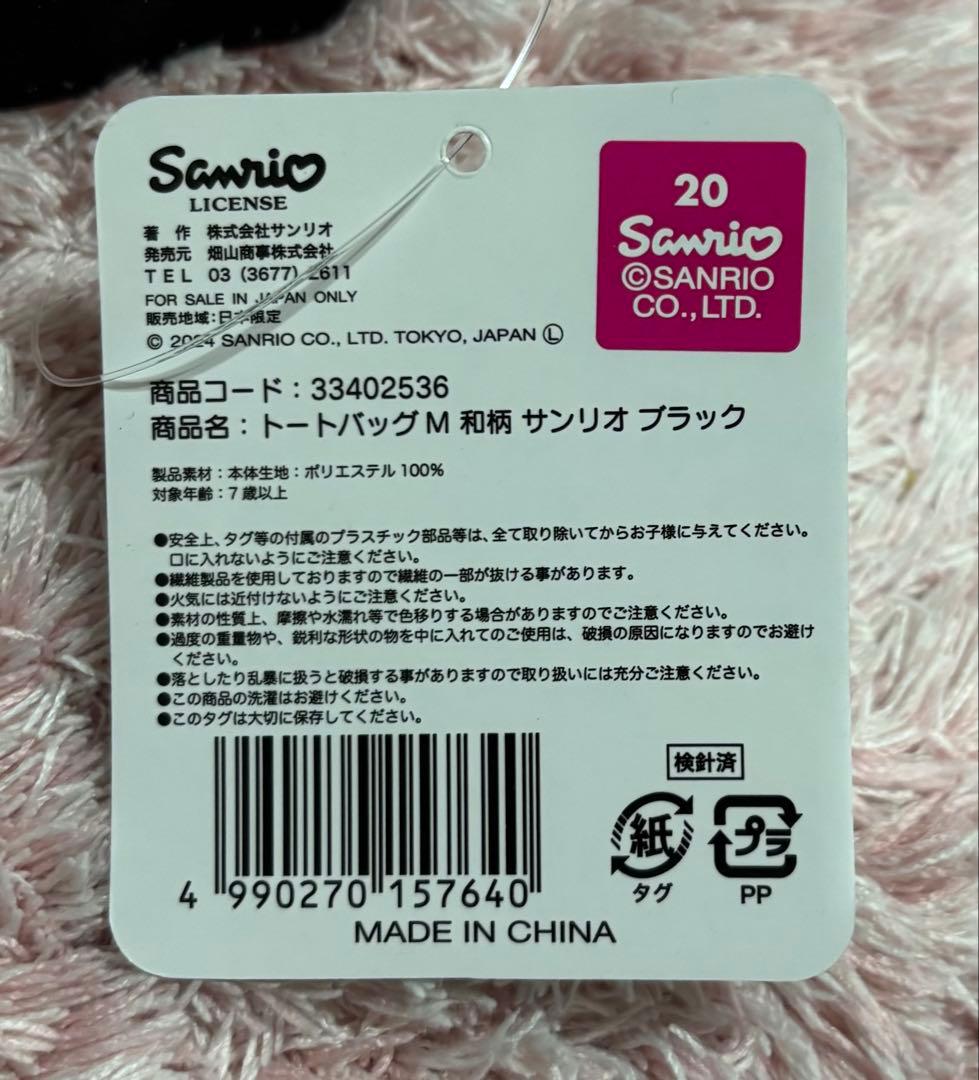 Sanrio
LICENSE
著 作 株式会社サンリオ
発売元 畑山商事株式会社
TEL 03 (3677) 2611
FOR SALE IN JAPAN ONLY
販売地域:日本限定
© 2024 SANRIO CO., LTD. TOKYO, JAPAN Ⓛ
20
Sanrio
©SANRIO
CO.,LTD.
商品コード:33402536
商品名:トートバッグM 和柄 サンリオ ブラック
製品素材:本体生地:ポリエステル 100%
対象年齢:7歳以上
●安全上、タグ等の付属のプラスチック部品等は、全て取り除いてからお子様に与えてください。
口に入れないようにご注意ください。
●繊維製品を使用しておりますので繊維の一部が抜ける事があります。
●火気には近付けないようにご注意ください。
●素材の性質上、摩擦や水濡れ等で色移りする場合がありますのでご注意ください。
●過度の重量物や、鋭利な形状の物を中に入れてのご使用は、破損の原因になりますのでお避け
ください。
●落としたり乱暴に扱うと破損する事がありますので取り扱いには充分ご注意ください。
●この商品の洗濯はお避けください。
●このタグは大切に保存してください。
検針済
紙
タグ
プラ
PP
4 990270 157640
MADE IN CHINA